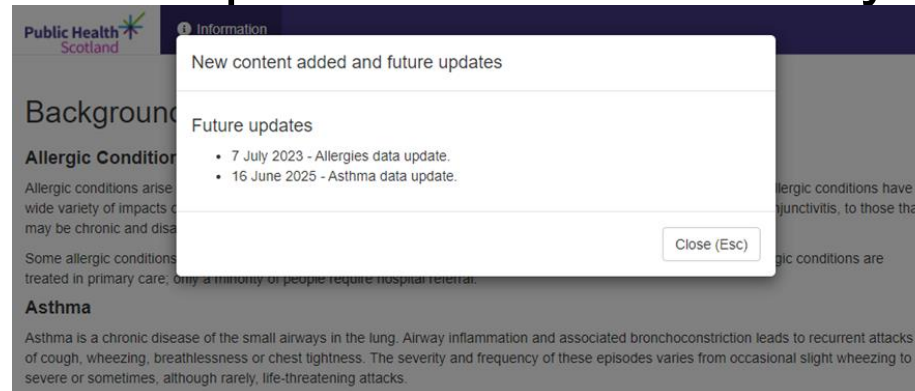 Public Health
Scotland
Information
New content added and future updates
Background
Future updates
Allergic Condition
• 7 July 2023 - Allergies data update.
• 16 June 2025 - Asthma data update.
Allergic conditions arise
llergic conditions have
wide variety of impacts
njunctivitis, to those tha
may be chronic and disa
Close (Esc)
Some allergic conditions
gic conditions are
treated in primary care; only a minority of people require hospital referral.
Asthma
Asthma is a chronic disease of the small airways in the lung. Airway inflammation and associated bronchoconstriction leads to recurrent attacks
of cough, wheezing, breathlessness or chest tightness. The severity and frequency of these episodes varies from occasional slight wheezing to
severe or sometimes, although rarely, life-threatening attacks.